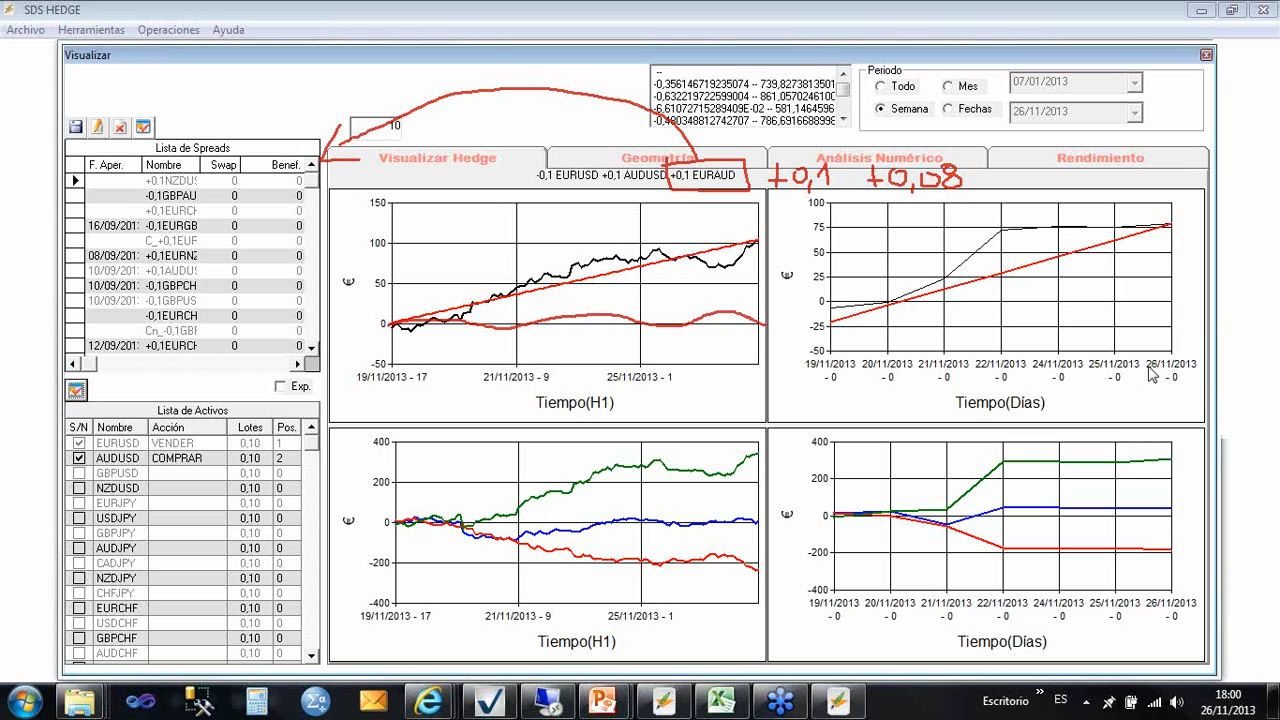 SDS HEDGE
Archivo Herramientas Operaciones Ayuda
Visualizar
--
-0,356146719235074 -- 739,827381350
-0,632219722599004 -- 861,057024610
-6,61072715289409E-02 -- 581,1464596
-0,480348812742707 -- 786,691668899
Periodo
Todo Mes
Semana Fechas
07/01/2013
26/11/2013
10
Lista de Spreads
F. Aper. Nombre Swap Benef.
+0.1NZDU 0 0
-0,1GBPAU 0 0
+0,1EURCH 0 0
16/09/201 -0,1EURGB 0 0
C_+0,1EUF 0 0
08/09/201 +0,1EURNZ 0 0
10/09/201 +0,1AUDU 0 0
10/09/201 +0,1GBPCH 0 0
10/09/201 -0,1GBPUS 0 0
-0,1EURCH 0 0
Cn_-0,1GBF 0 0
12/09/201 +0,1EURCH 0 0
Exp.
Lista de Activos
S/N Nombre Acción Lotes Pos.
EURUSD VENDER 0,10 1
AUDUSD COMPRAR 0,10 2
GBPUSD 0,10 0
NZDUSD 0,10 0
EURJPY 0,10 0
USDJPY 0,10 0
GBPJPY 0,10 0
AUDJPY 0,10 0
CADJPY 0,10 0
NZDJPY 0,10 0
CHFJPY 0,10 0
EURCHF 0,10 0
USDCHF 0,10 0
GBPCHF 0,10 0
AUDCHF 0,10 0
Visualizar Hedge Geometría Análisis Numérico Rendimiento
-0,1 EURUSD +0,1 AUDUSD +0,1 EURAUD +0,1 +0,08
150
100
50
0
-50
€
19/11/2013 - 17 21/11/2013 - 9 25/11/2013 - 1
Tiempo(H1)
100
75
50
25
0
-25
-50
€
19/11/2013 20/11/2013 21/11/2013 22/11/2013 24/11/2013 25/11/2013 26/11/2013
- 0 - 0 - 0 - 0 - 0 - 0 - 0
Tiempo(Días)
400
200
0
-200
-400
€
19/11/2013 - 17 21/11/2013 - 9 25/11/2013 - 1
Tiempo(H1)
400
200
0
-200
-400
€
19/11/2013 20/11/2013 21/11/2013 22/11/2013 24/11/2013 25/11/2013 26/11/2013
- 0 - 0 - 0 - 0 - 0 - 0 - 0
Tiempo(Días)
Escritorio » ES 18:00
26/11/2013